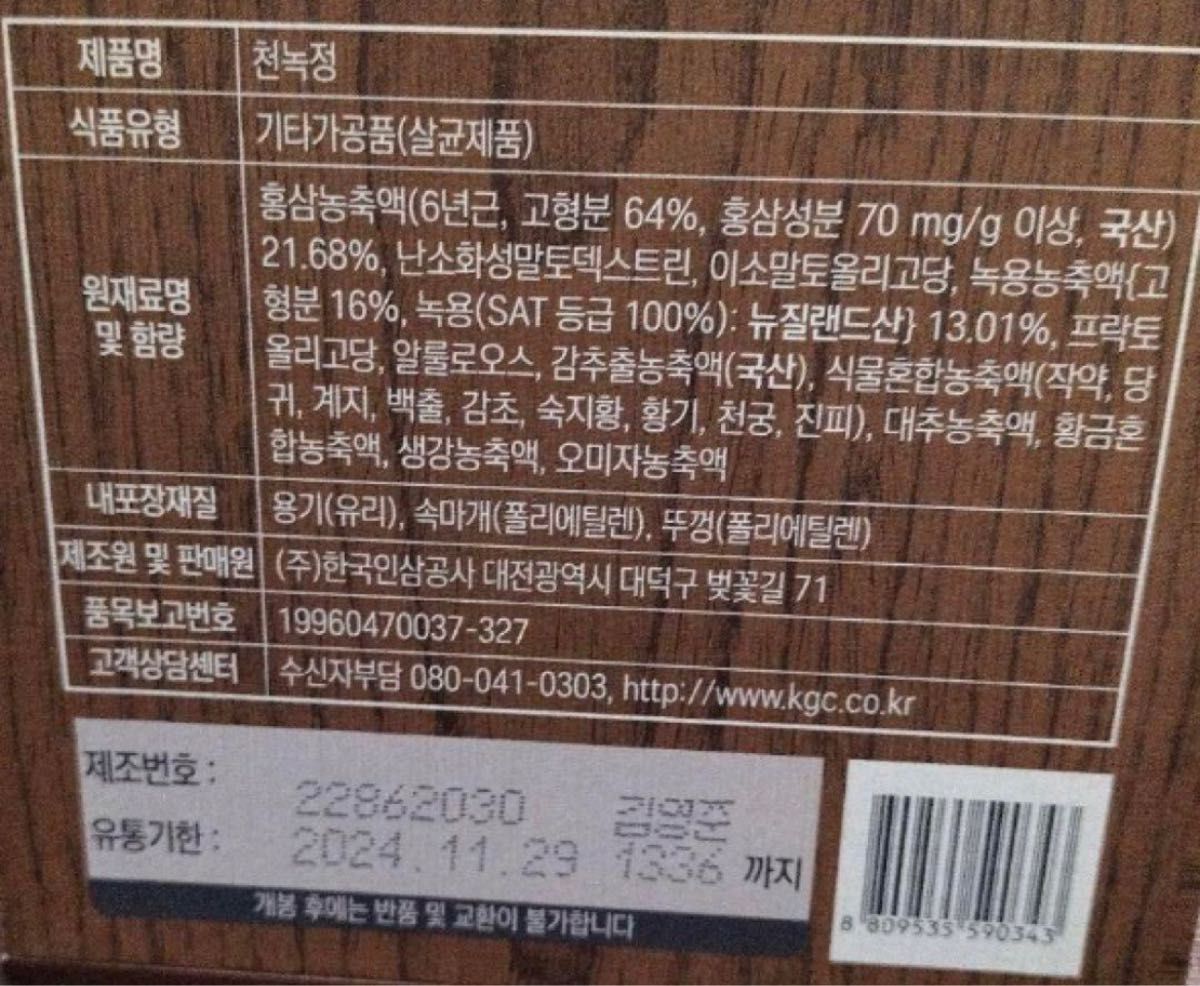 제품명 천녹정
식품유형 기타가공품(살균제품)
원재료명 및 함량
홍삼농축액(6년근, 고형분 64%, 홍삼성분 70 mg/g 이상, 국산)
21.68%, 난소화성말토덱스트린, 이소말토올리고당, 녹용농축액{고
형분 16%, 녹용(SAT 등급 100%): 뉴질랜드산} 13.01%, 프락토
올리고당, 알룰로오스, 감추출농축액(국산), 식물혼합농축액(작약, 당
귀, 계지, 백출, 감초, 숙지황, 황기, 천궁, 진피), 대추농축액, 황금혼
합농축액, 생강농축액, 오미자농축액
내포장재질 용기(유리), 속마개(폴리에틸렌), 뚜껑(폴리에틸렌)
제조원 및 판매원 (주)한국인삼공사 대전광역시 대덕구 벚꽃길 71
품목보고번호 19960470037-327
고객상담센터 수신자부담 080-041-0303, http://www.kgc.co.kr
제조번호 : 22862030 김영준
유통기한 : 2024.11.29 1336 까지
개봉 후에는 반품 및 교환이 불가합니다
8 809535 590343